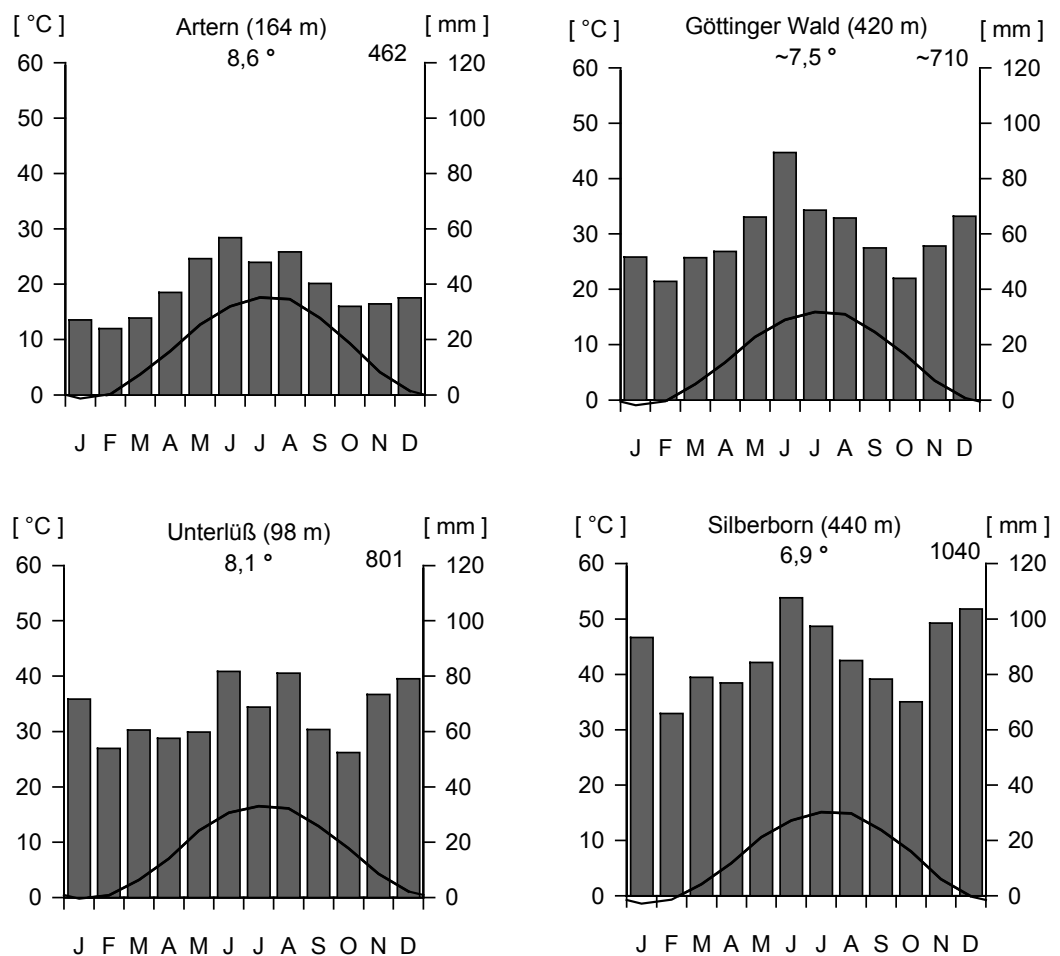 [ °C ] Artern (164 m) [ mm ]
8,6 ° 462
60 120
50 100
40 80
30 60
20 40
10 20
0 0
J F M A M J J A S O N D
[ °C ] Göttinger Wald (420 m) [ mm ]
~7,5 ° ~710
60 120
50 100
40 80
30 60
20 40
10 20
0 0
J F M A M J J A S O N D
[ °C ] Unterlüß (98 m) [ mm ]
8,1 ° 801
60 120
50 100
40 80
30 60
20 40
10 20
0 0
J F M A M J J A S O N D
[ °C ] Silberborn (440 m) [ mm ]
6,9 ° 1040
60 120
50 100
40 80
30 60
20 40
10 20
0 0
J F M A M J J A S O N D